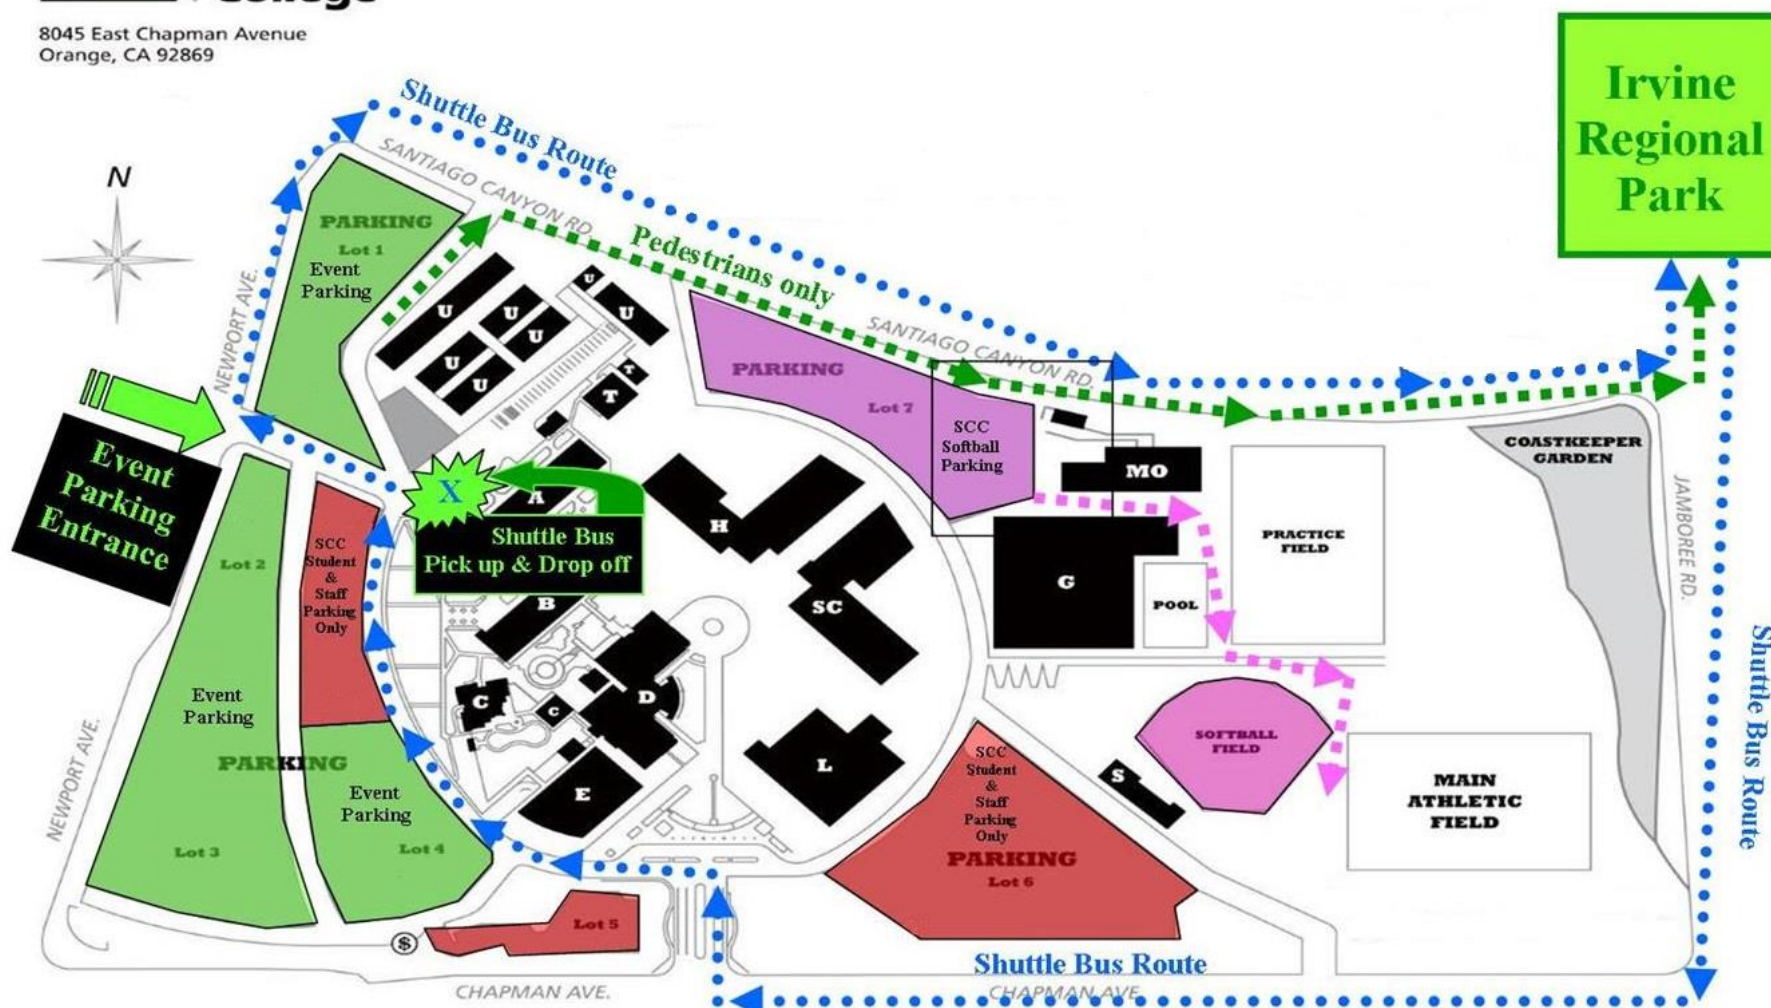 College
8045 East Chapman Avenue
Orange, CA 92869
Shuttle Bus Route
SANTIAGO CANYON RD.
Irvine
Regional
Park
N
PARKING
Lot 1
Event
Parking
NEWPORT AVE.
Pedestrians only
U
U
U
U
U
U
U
T
T
SANTIAGO CANYON RD.
PARKING
Lot 7
SCC
Softball
Parking
Event
Parking
Entrance
X
A
Shuttle Bus
Pick up & Drop off
B
H
MO
COASTKEEPER
GARDEN
JAMBOREE RD.
PRACTICE
FIELD
G
POOL
SC
Lot 2
SCC
Student
&
Staff
Parking
Only
Event
Parking
PARKING
Lot 3
Event
Parking
Lot 4
NEWPORT AVE.
C
C
D
E
L
SCC
Student
&
Staff
Parking
Only
PARKING
Lot 6
S
SOFTBALL
FIELD
MAIN
ATHLETIC
FIELD
Shuttle Bus Route
Lot 5
$
Shuttle Bus Route
CHAPMAN AVE.
CHAPMAN AVE.